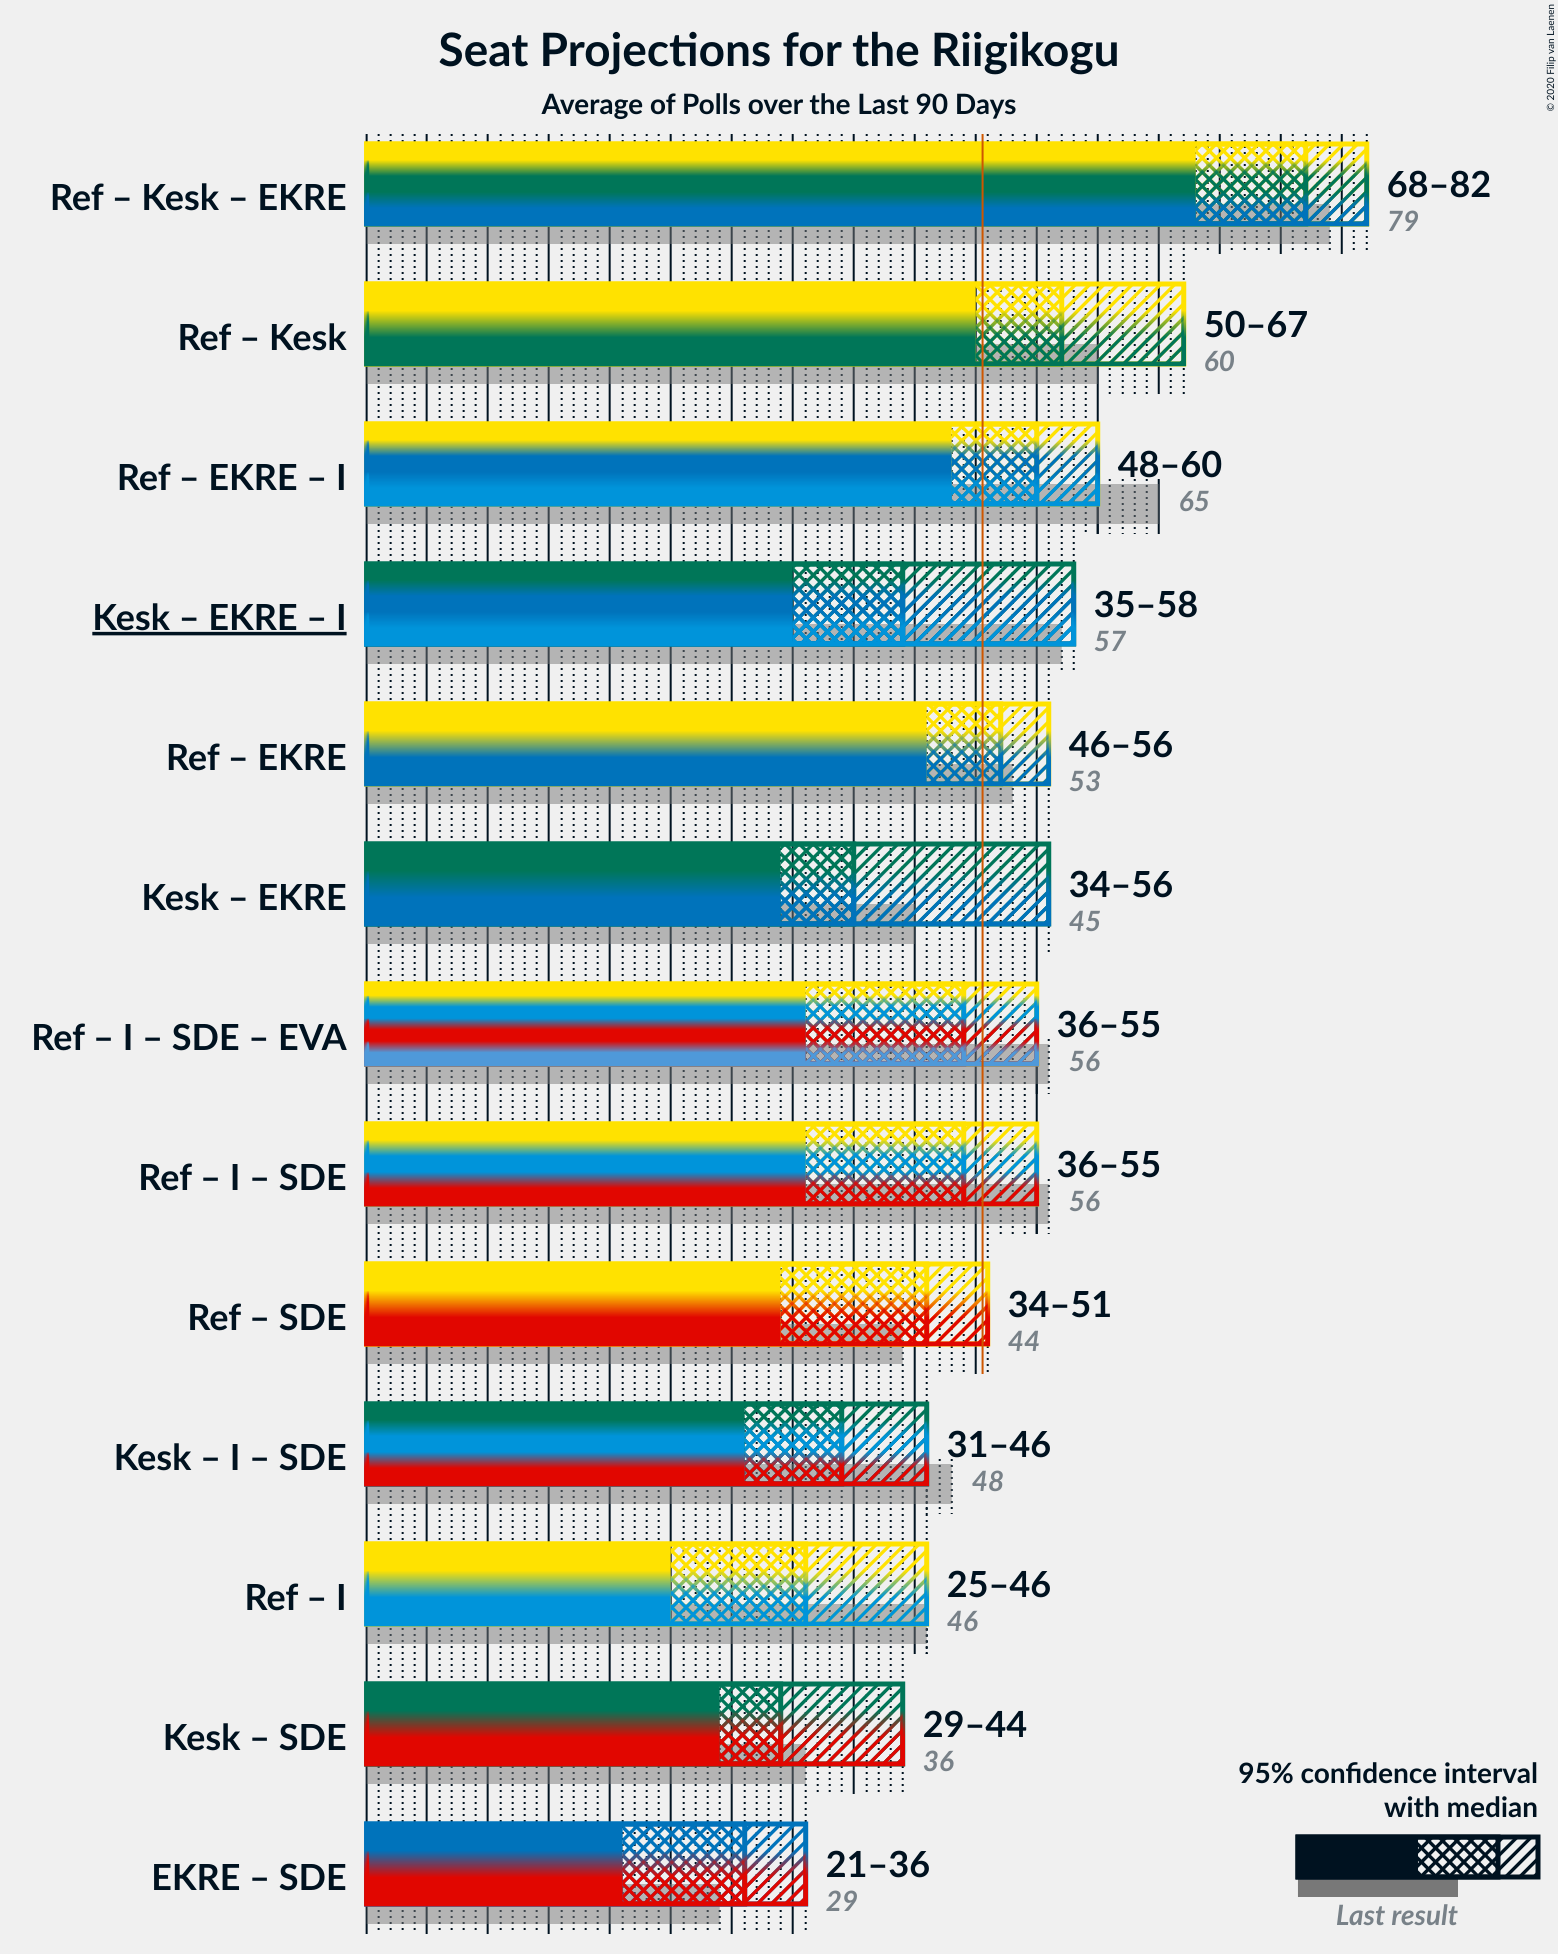 Seat Projections for the Riigikogu
Average of Polls over the Last 90 Days
© 2020 Filip van Laenen
Ref – Kesk – EKRE
68–82
79
Ref – Kesk
50–67
60
Ref – EKRE – I
48–60
65
Kesk – EKRE – I
35–58
57
Ref – EKRE
46–56
53
Kesk – EKRE
34–56
45
Ref – I – SDE – EVA
36–55
56
Ref – I – SDE
36–55
56
Ref – SDE
34–51
44
Kesk – I – SDE
31–46
48
Ref – I
25–46
46
Kesk – SDE
29–44
36
EKRE – SDE
21–36
29
95% confidence interval
with median
Last result